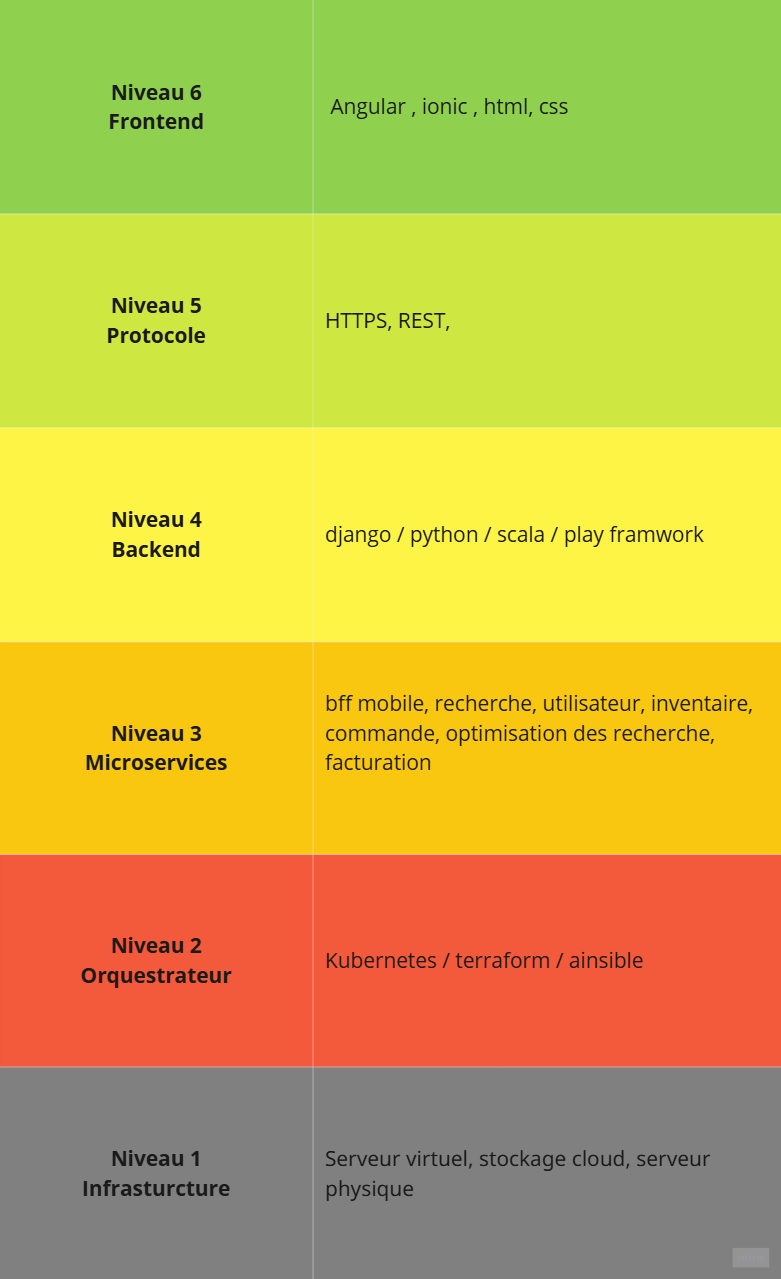 Niveau 6
Frontend
Angular , ionic , html, css
Niveau 5
Protocole
HTTPS, REST,
Niveau 4
Backend
django / python / scala / play framwork
Niveau 3
Microservices
bff mobile, recherche, utilisateur, inventaire,
commande, optimisation des recherche,
facturation
Niveau 2
Orquestrateur
Kubernetes / terraform / ainsible
Niveau 1
Infrasturcture
Serveur virtuel, stockage cloud, serveur
physique